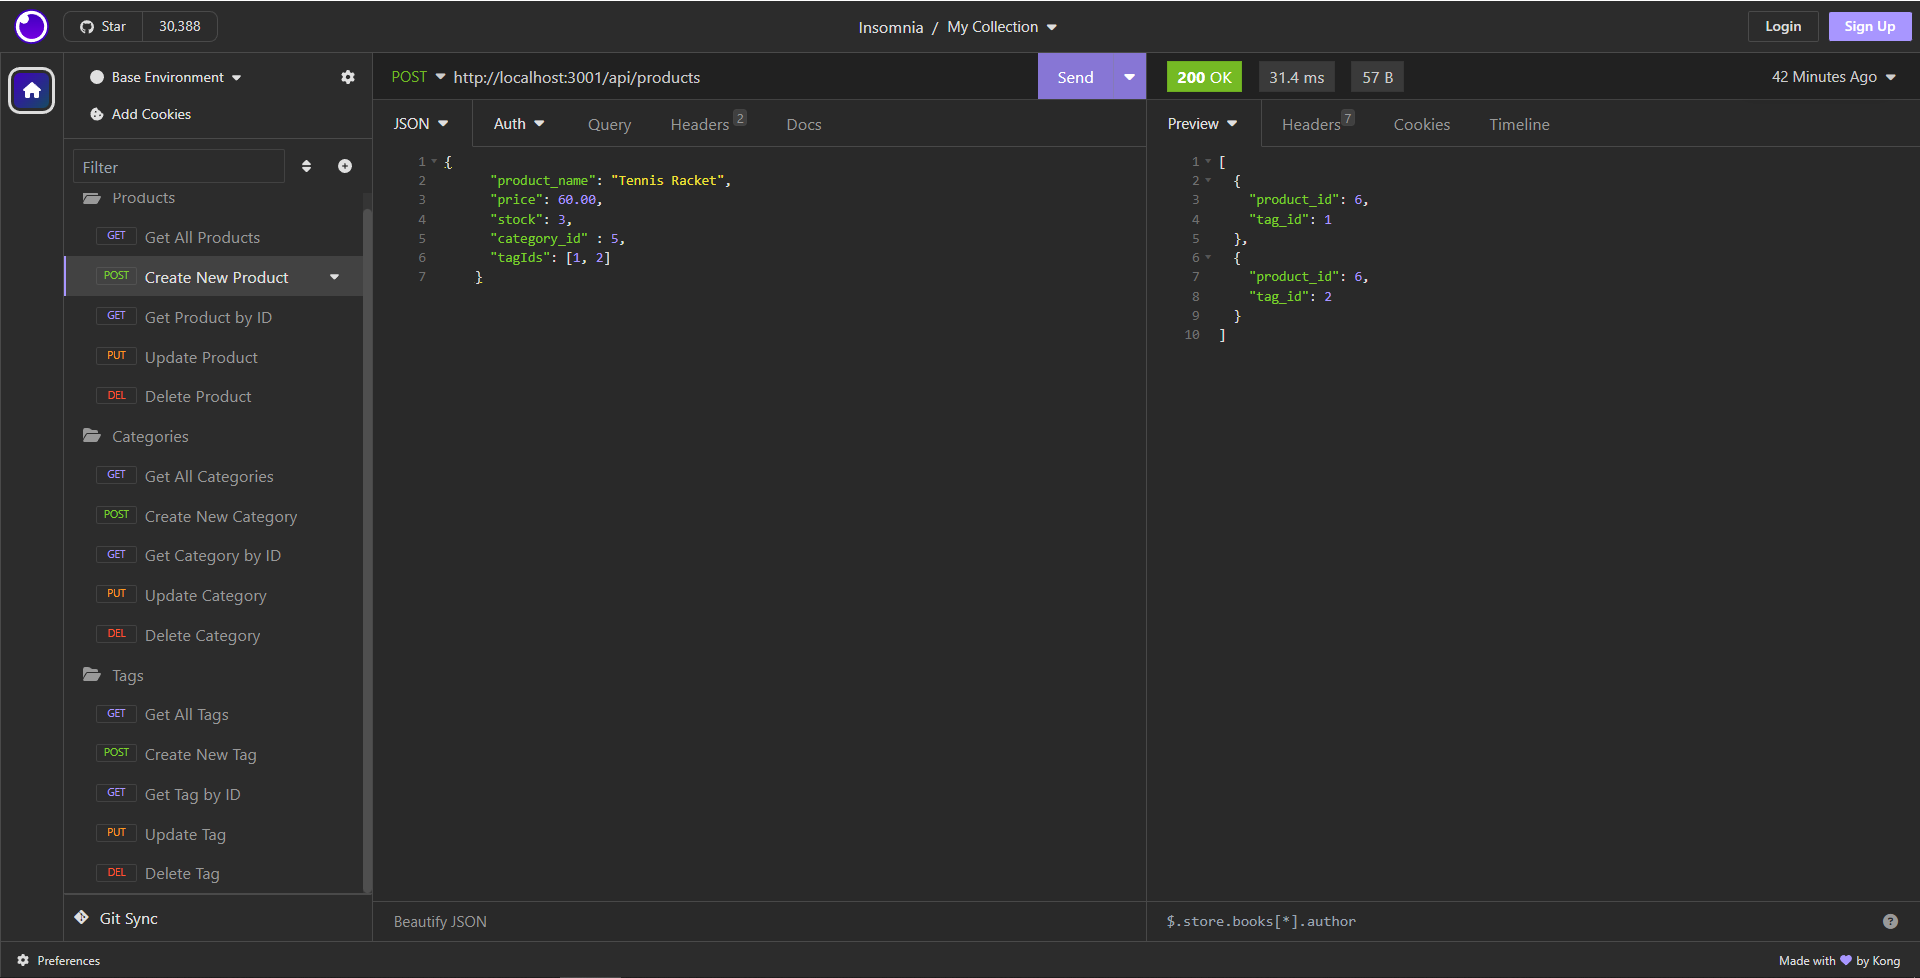 Star 30,388
Insomnia / My Collection
Login Sign Up
Base Environment
Add Cookies
Filter
Products
GET Get All Products
POST Create New Product
GET Get Product by ID
PUT Update Product
DEL Delete Product
Categories
GET Get All Categories
POST Create New Category
GET Get Category by ID
PUT Update Category
DEL Delete Category
Tags
GET Get All Tags
POST Create New Tag
GET Get Tag by ID
PUT Update Tag
DEL Delete Tag
Git Sync
POST http://localhost:3001/api/products Send
JSON Auth Query Headers 2 Docs
1 {
2 "product_name": "Tennis Racket",
3 "price": 60.00,
4 "stock": 3,
5 "category_id" : 5,
6 "tagIds": [1, 2]
7 }
Beautify JSON
200 OK 31.4 ms 57 B 42 Minutes Ago
Preview Headers 7 Cookies Timeline
1 [
2 {
3 "product_id": 6,
4 "tag_id": 1
5 },
6 {
7 "product_id": 6,
8 "tag_id": 2
9 }
10 ]
$.store.books[*].author ?
Preferences
Made with 💜 by Kong